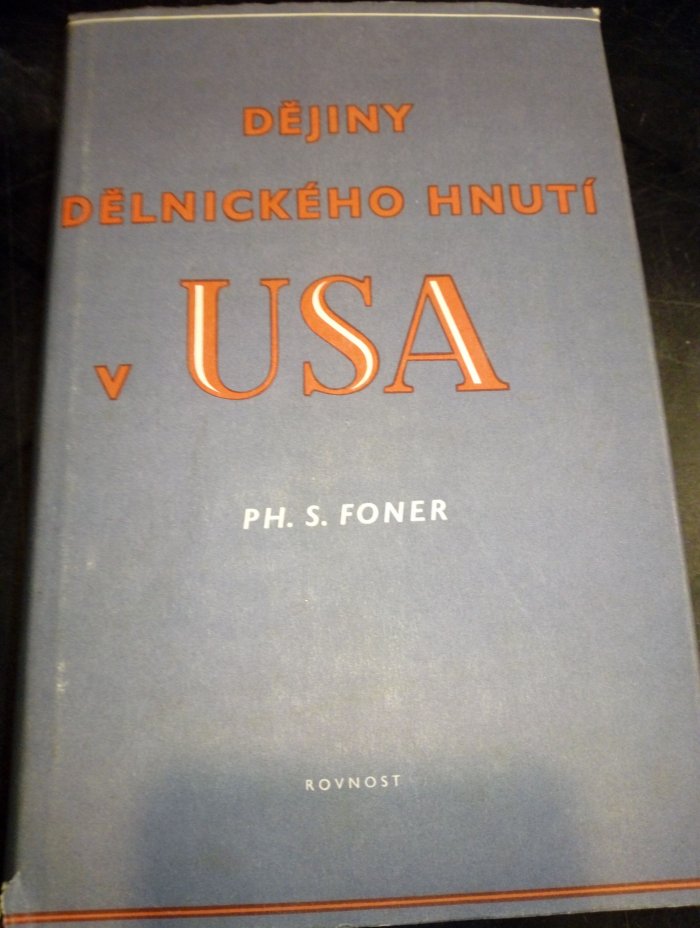 DĚJINY
DĚLNICKÉHO HNUTÍ
V USA
PH. S. FONER
ROVNOST